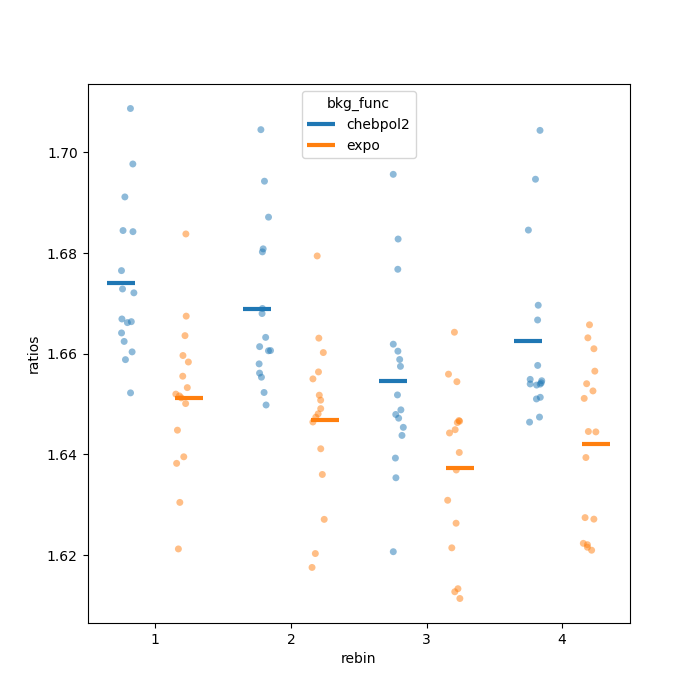 bkg_func
chebpol2
expo
1.70
1.68
1.66
1.64
1.62
ratios
1 2 3 4
rebin